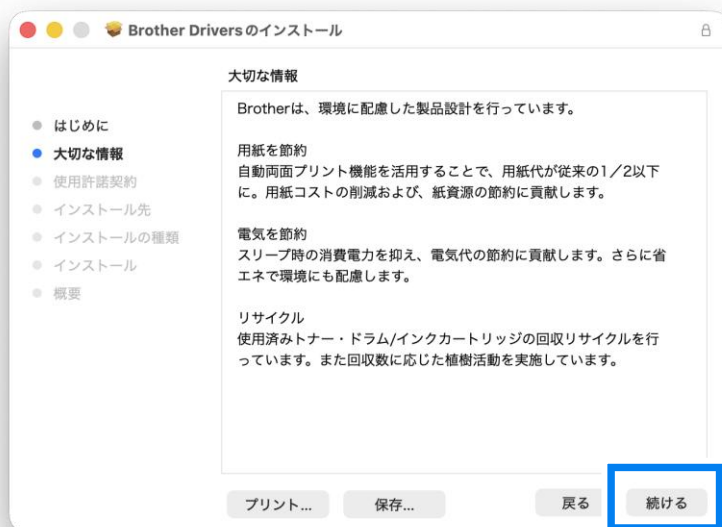 Brother Driversのインストール
大切な情報
はじめに
大切な情報
使用許諾契約
インストール先
インストールの種類
インストール
概要
Brotherは、環境に配慮した製品設計を行っています。
用紙を節約
自動両面プリント機能を活用することで、用紙代が従来の1／2以下
に。用紙コストの削減および、紙資源の節約に貢献します。
電気を節約
スリープ時の消費電力を抑え、電気代の節約に貢献します。さらに省
エネで環境にも配慮します。
リサイクル
使用済みトナー・ドラム/インクカートリッジの回収リサイクルを行
っています。また回収数に応じた植樹活動を実施しています。
プリント...
保存...
戻る
続ける